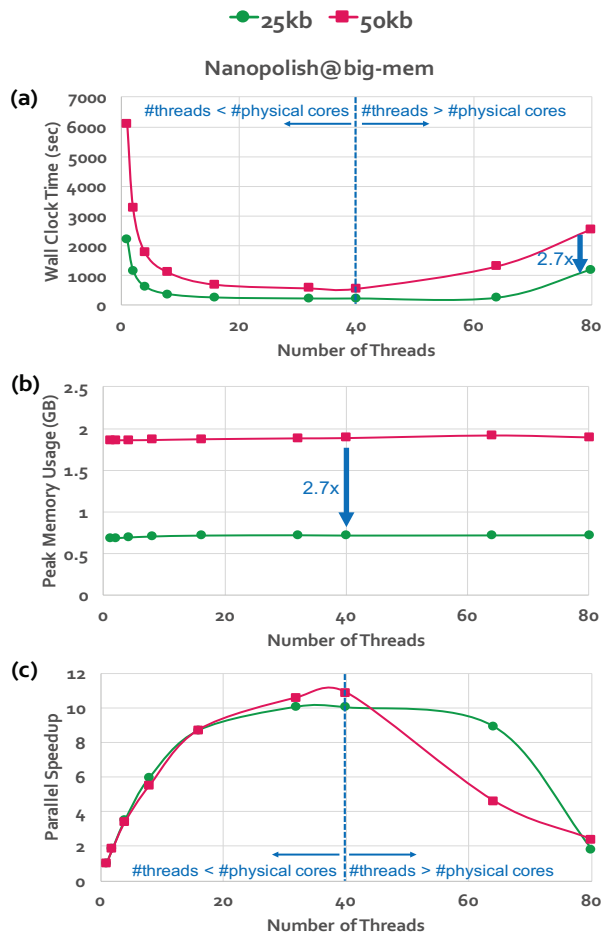 25kb 50kb
Nanopolish@big-mem
(a)
Wall Clock Time (sec)
7000
6000
5000
4000
3000
2000
1000
0
#threads < #physical cores #threads > #physical cores
2.7x
0 20 40 60 80
Number of Threads
(b)
Peak Memory Usage (GB)
2.5
2
1.5
1
0.5
0
2.7x
0 20 40 60 80
Number of Threads
(c)
Parallel Speedup
12
10
8
6
4
2
0
#threads < #physical cores #threads > #physical cores
0 20 40 60 80
Number of Threads